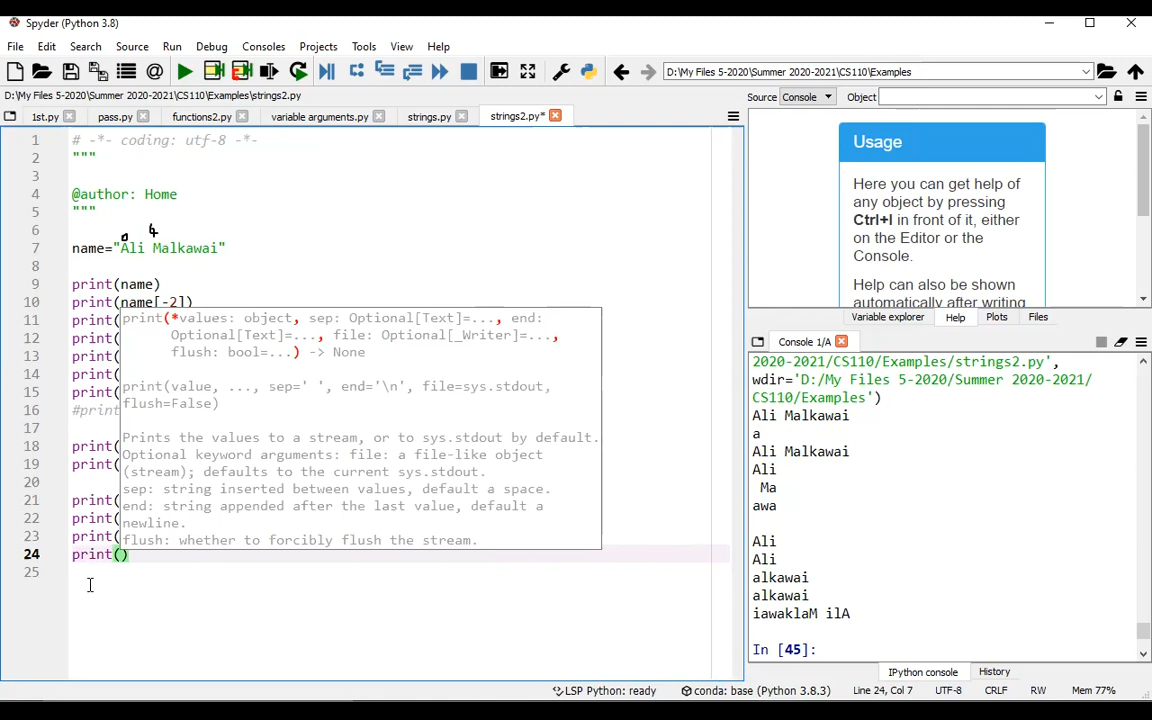 Spyder (Python 3.8)
File Edit Search Source Run Debug Consoles Projects Tools View Help
D:\My Files 5-2020\Summer 2020-2021\CS110\Examples
D:\My Files 5-2020\Summer 2020-2021\CS110\Examples\strings2.py
Source Console Object
1st.py pass.py functions2.py variable arguments.py strings.py strings2.py*
1 # -*- coding: utf-8 -*-
2 """
3
4 @author: Home
5 """
6
7 name="Ali Malkawai"
8
9 print(name)
10 print(name[-2])
11 print(
12 print(
13 print(
14 print(
15 print(
16 #print
17
18 print(
19 print(
20
21 print(
22 print(
23 print(
24 print()
25
print(*values: object, sep: Optional[Text]=..., end:
Optional[Text]=..., file: Optional[_Writer]=...,
flush: bool=...) -> None
print(value, ..., sep=' ', end='\n', file=sys.stdout,
flush=False)
Prints the values to a stream, or to sys.stdout by default.
Optional keyword arguments: file: a file-like object
(stream); defaults to the current sys.stdout.
sep: string inserted between values, default a space.
end: string appended after the last value, default a
newline.
flush: whether to forcibly flush the stream.
Usage
Here you can get help of
any object by pressing
Ctrl+I in front of it, either
on the Editor or the
Console.
Help can also be shown
automatically after writing
Variable explorer Help Plots Files
Console 1/A
2020-2021/CS110/Examples/strings2.py',
wdir='D:/My Files 5-2020/Summer 2020-2021/
CS110/Examples')
Ali Malkawai
a
Ali Malkawai
Ali
Ma
awa
Ali
Ali
alkawai
alkawai
iawaklaM ilA
In [45]:
IPython console History
LSP Python: ready conda: base (Python 3.8.3) Line 24, Col 7 UTF-8 CRLF RW Mem 77%